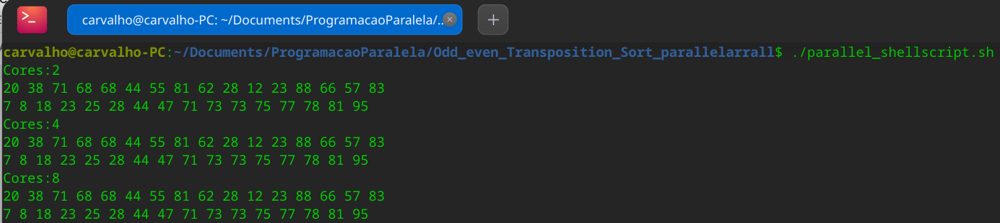 carvalho@carvalho-PC: ~/Documents/ProgramacaoParalela/..
carvalho@carvalho-PC:~/Documents/ProgramacaoParalela/Odd_even_Transposition_Sort_parallelarrall$ ./parallel_shellscript.sh
Cores:2
20 38 71 68 68 44 55 81 62 28 12 23 88 66 57 83
7 8 18 23 25 28 44 47 71 73 73 75 77 78 81 95
Cores:4
20 38 71 68 68 44 55 81 62 28 12 23 88 66 57 83
7 8 18 23 25 28 44 47 71 73 73 75 77 78 81 95
Cores:8
20 38 71 68 68 44 55 81 62 28 12 23 88 66 57 83
7 8 18 23 25 28 44 47 71 73 73 75 77 78 81 95